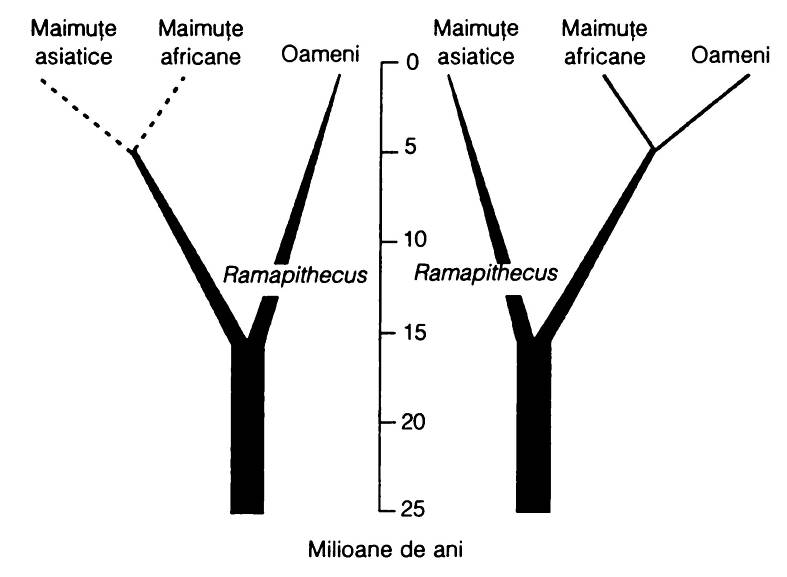 Maimuțe
asiatice
Maimuțe
africane
Oameni
Ramapithecus
0
5
10
15
20
25
Maimuțe
asiatice
Maimuțe
africane
Oameni
Ramapithecus
Milioane de ani